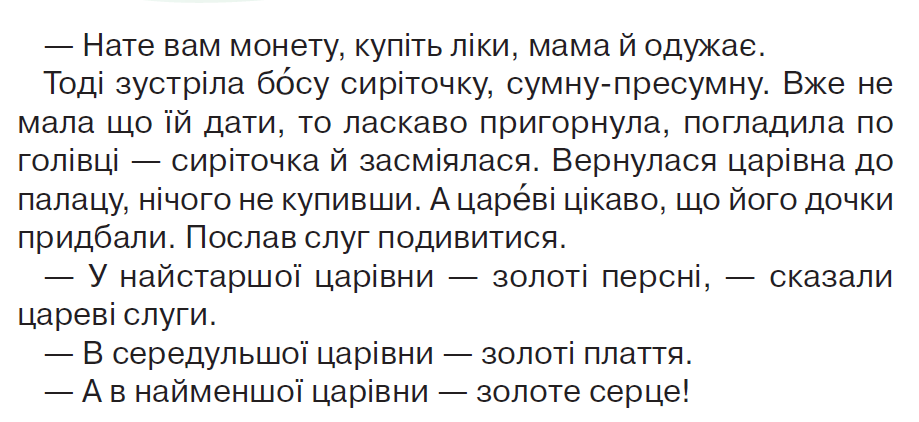 — Нате вам монету, купіть ліки, мама й одужає.
Тоді зустріла бо́су сиріточку, сумну-пресумну. Вже не
мала що їй дати, то ласкаво пригорнула, погладила по
голівці — сиріточка й засміялася. Вернулася царівна до
палацу, нічого не купивши. А царе́ві цікаво, що його дочки
придбали. Послав слуг подивитися.
— У найстаршої царівни — золоті персні, — сказали
цареві слуги.
— В середульшої царівни — золоті плаття.
— А в найменшої царівни — золоте серце!